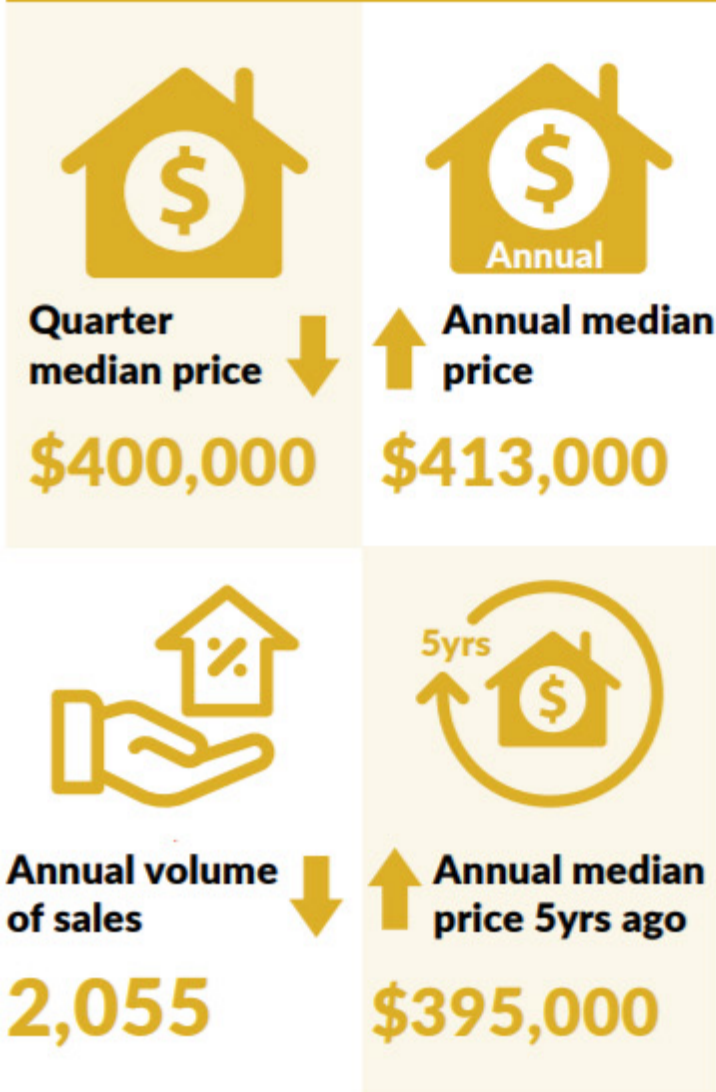 $
Quarter
median price
$400,000
$
Annual
Annual median
price
$413,000
%
Annual volume
of sales
2,055
5yrs
$
Annual median
price 5yrs ago
$395,000